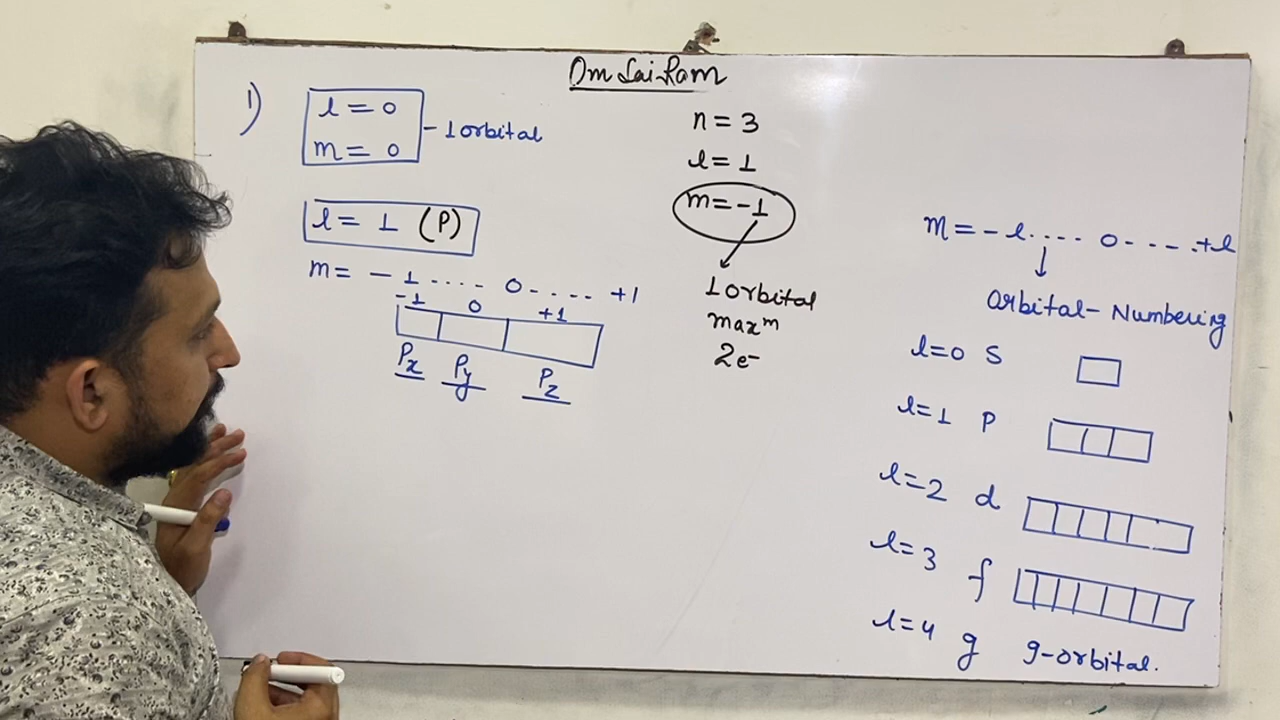 Om Sai Ram
1)
l = 0
m = 0
- 1 orbital
l = 1 (P)
m = - 1 .... 0 .... +1
-1 0 +1
Px Py Pz
n = 3
l = 1
m = -1
1 orbital
maxᵐ
2e⁻
m = - l .... 0 - - - . +l
Orbital - Numbering
l=0 S
l=1 P
l=2 d
l=3 f
l=4 g g-orbital.